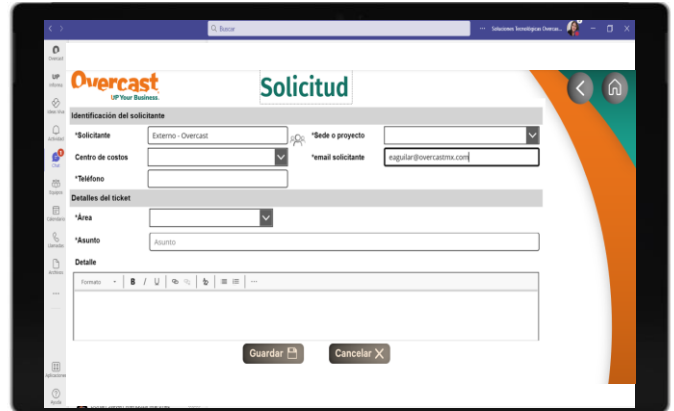 Buscar
Soluciones Tecnológicas Overcas...
Overcast
UP
Ideas Viva
Actividad
Chat
Equipos
Calendario
Llamadas
Archivos
Aplicaciones
Ayuda
Overcast
UP Your Business.
Solicitud
Identificación del solicitante
*Solicitante
Externo - Overcast
*Sede o proyecto
Centro de costos
*email solicitante
eaguilar@overcastmx.com
*Teléfono
Detalles del ticket
*Área
*Asunto
Asunto
Detalle
Formato
B I U
Guardar
Cancelar